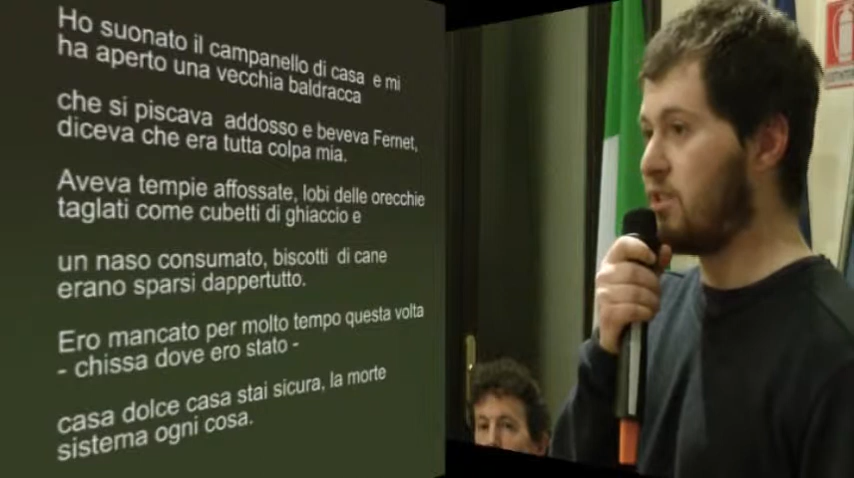 Ho suonato il campanello di casa e mi
ha aperto una vecchia baldracca
che si piscava addosso e beveva Fernet,
diceva che era tutta colpa mia.
Aveva tempie affossate, lobi delle orecchie
taglati come cubetti di ghiaccio e
un naso consumato, biscotti di cane
erano sparsi dappertutto.
Ero mancato per molto tempo questa volta
- chissa dove ero stato -
casa dolce casa stai sicura, la morte
sistema ogni cosa.